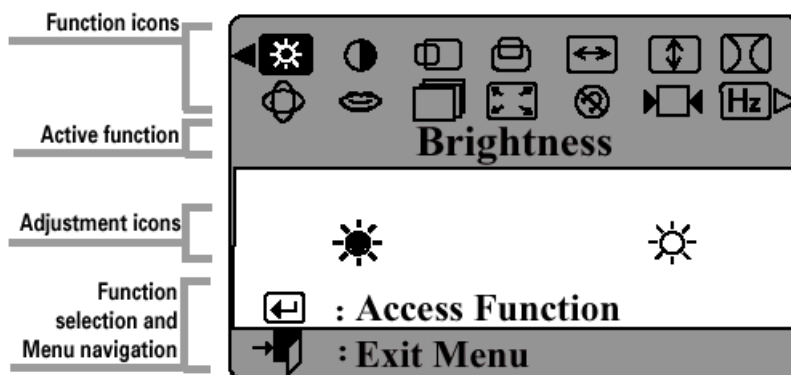 Function icons
Active function
Adjustment icons
Function
selection and
Menu navigation
Hz
Brightness
: Access Function
: Exit Menu